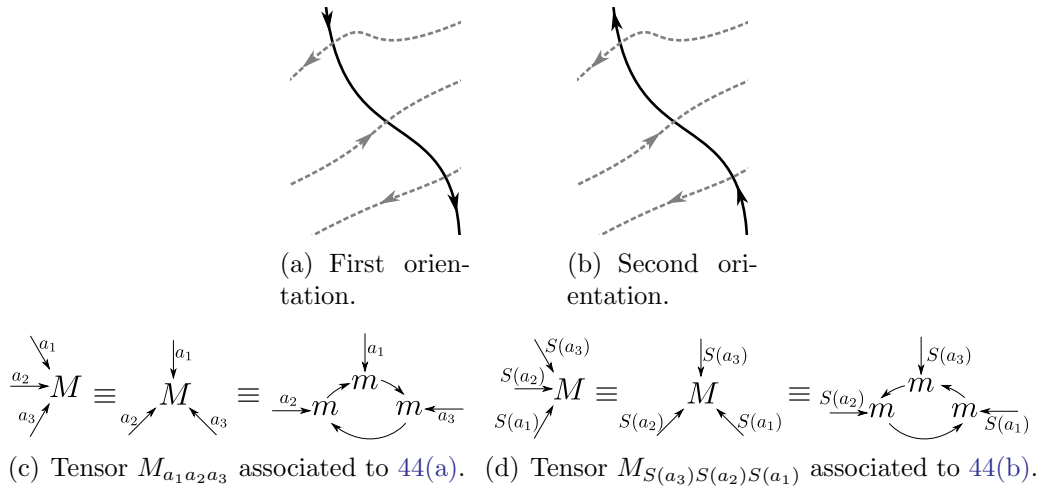 (a) First orien-
tation.
(b) Second ori-
entation.
a₁ a₂ a₃ M ≡ a₁ a₂ a₃ M ≡ a₁ a₂ a₃ m m m
S(a₃) S(a₂) S(a₁) M ≡ S(a₃) S(a₂) S(a₁) M ≡ S(a₃) S(a₂) S(a₁) m m m
(c) Tensor M_{a₁a₂a₃} associated to 44(a).
(d) Tensor M_{S(a₃)S(a₂)S(a₁)} associated to 44(b).